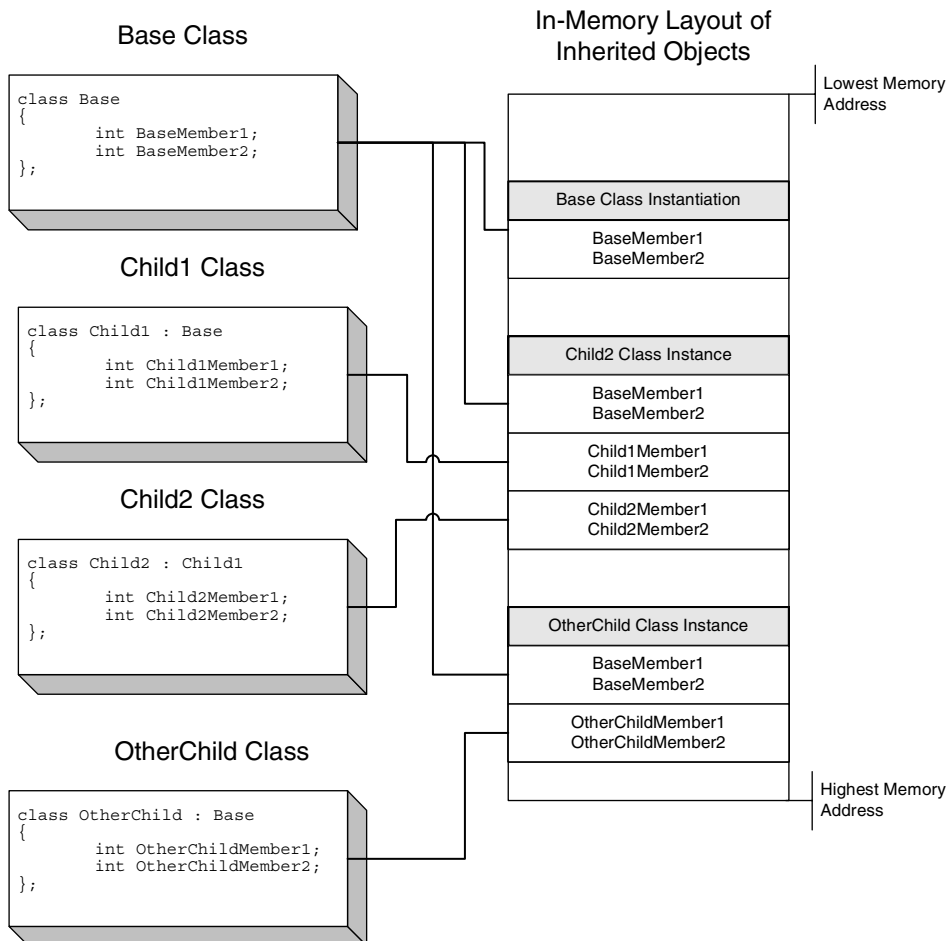 Base Class
class Base
{
int BaseMember1;
int BaseMember2;
};
Child1 Class
class Child1 : Base
{
int Child1Member1;
int Child1Member2;
};
Child2 Class
class Child2 : Child1
{
int Child2Member1;
int Child2Member2;
};
OtherChild Class
class OtherChild : Base
{
int OtherChildMember1;
int OtherChildMember2;
};
In-Memory Layout of
Inherited Objects
Lowest Memory
Address
Base Class Instantiation
BaseMember1
BaseMember2
Child2 Class Instance
BaseMember1
BaseMember2
Child1Member1
Child1Member2
Child2Member1
Child2Member2
OtherChild Class Instance
BaseMember1
BaseMember2
OtherChildMember1
OtherChildMember2
Highest Memory
Address